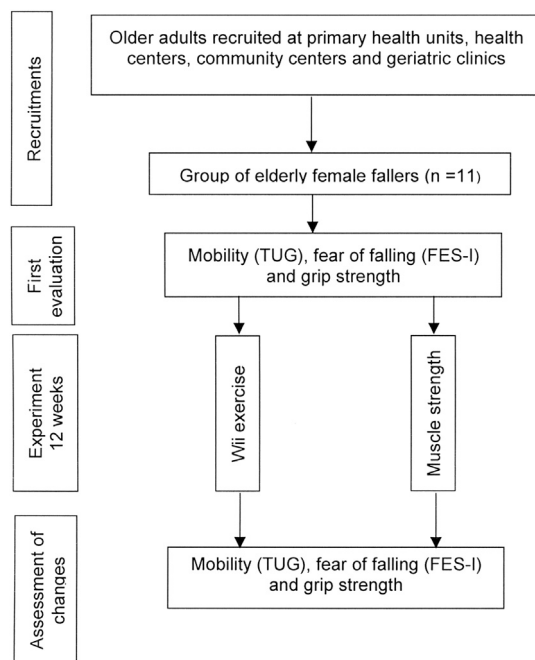 Recruitments
Older adults recruited at primary health units, health
centers, community centers and geriatric clinics
Group of elderly female fallers (n =11)
First
evaluation
Mobility (TUG), fear of falling (FES-I)
and grip strength
Experiment
12 weeks
Wii exercise
Muscle strength
Assessment of
changes
Mobility (TUG), fear of falling (FES-I)
and grip strength